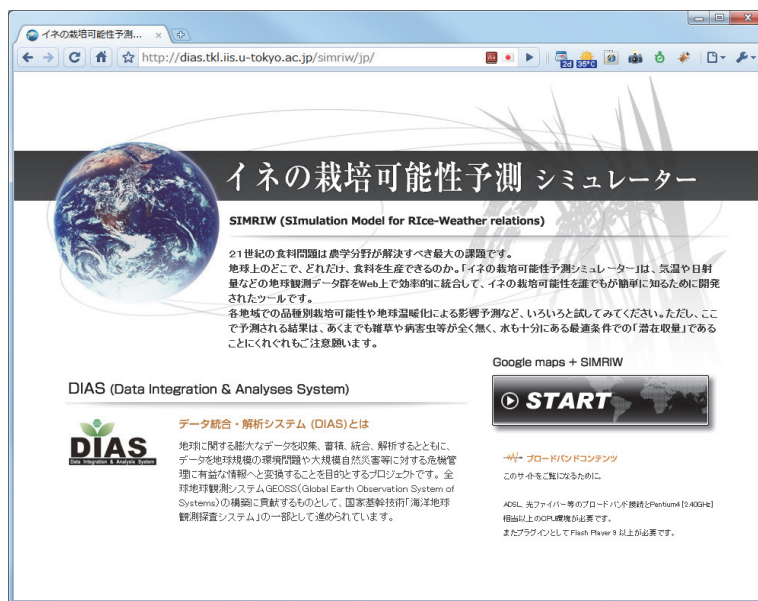 イネの栽培可能性予測...
http://dias.tkl.iis.u-tokyo.ac.jp/simriw/jp/
2d
35°C
イネの栽培可能性予測 シミュレーター
SIMRIW (SImulation Model for RIce-Weather relations)
21世紀の食料問題は農学分野が解決すべき最大の課題です。
地球上のどこで、どれだけ、食料を生産できるのか。「イネの栽培可能性予測シミュレーター」は、気温や日射
量などの地球観測データ群をWeb上で効率的に統合して、イネの栽培可能性を誰でもが簡単に知るために開発
されたツールです。
各地域での品種別栽培可能性や地球温暖化による影響予測など、いろいろと試してみてください。ただし、ここ
で予測される結果は、あくまでも雑草や病害虫等が全く無く、水も十分にある最適条件での「潜在収量」である
ことにくれぐれもご注意願います。
Google maps + SIMRIW
START
DIAS (Data Integration & Analyses System)
DIAS
Data Integration & Analysis System
データ統合・解析システム (DIAS)とは
地球に関する膨大なデータを収集、蓄積、統合、解析するとともに、
データを地球規模の環境問題や大規模自然災害等に対する危機管
理に有益な情報へと変換することを目的とするプロジェクトです。全
球地球観測システムGEOSS(Global Earth Observation System of
Systems)の構築に貢献するものとして、国家基幹技術「海洋地球
観測探査システム」の一部として進められています。
ブロードバンドコンテンツ
このサイトをご覧になるために。
ADSL、光ファイバー等のブロードバンド接続とPentium4 [2.40GHz]
相当以上のCPU環境が必要です。
またプラグインとしてFlash Player 9 以上が必要です。